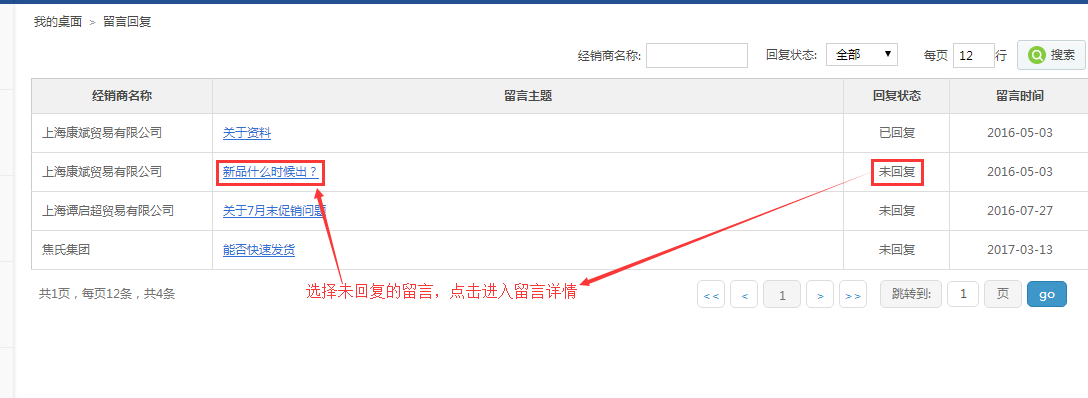 我的桌面 > 留言回复
经销商名称: 回复状态: 全部 ▼ 每页 12 行 搜索
经销商名称 留言主题 回复状态 留言时间
上海康斌贸易有限公司 关于资料 已回复 2016-05-03
上海康斌贸易有限公司 新品什么时候出？ 未回复 2016-05-03
上海谭启超贸易有限公司 关于7月末促销问题 未回复 2016-07-27
焦氏集团 能否快速发货 未回复 2017-03-13
选择未回复的留言，点击进入留言详情
共1页，每页12条，共4条 << < 1 > >> 跳转到: 1 页 go